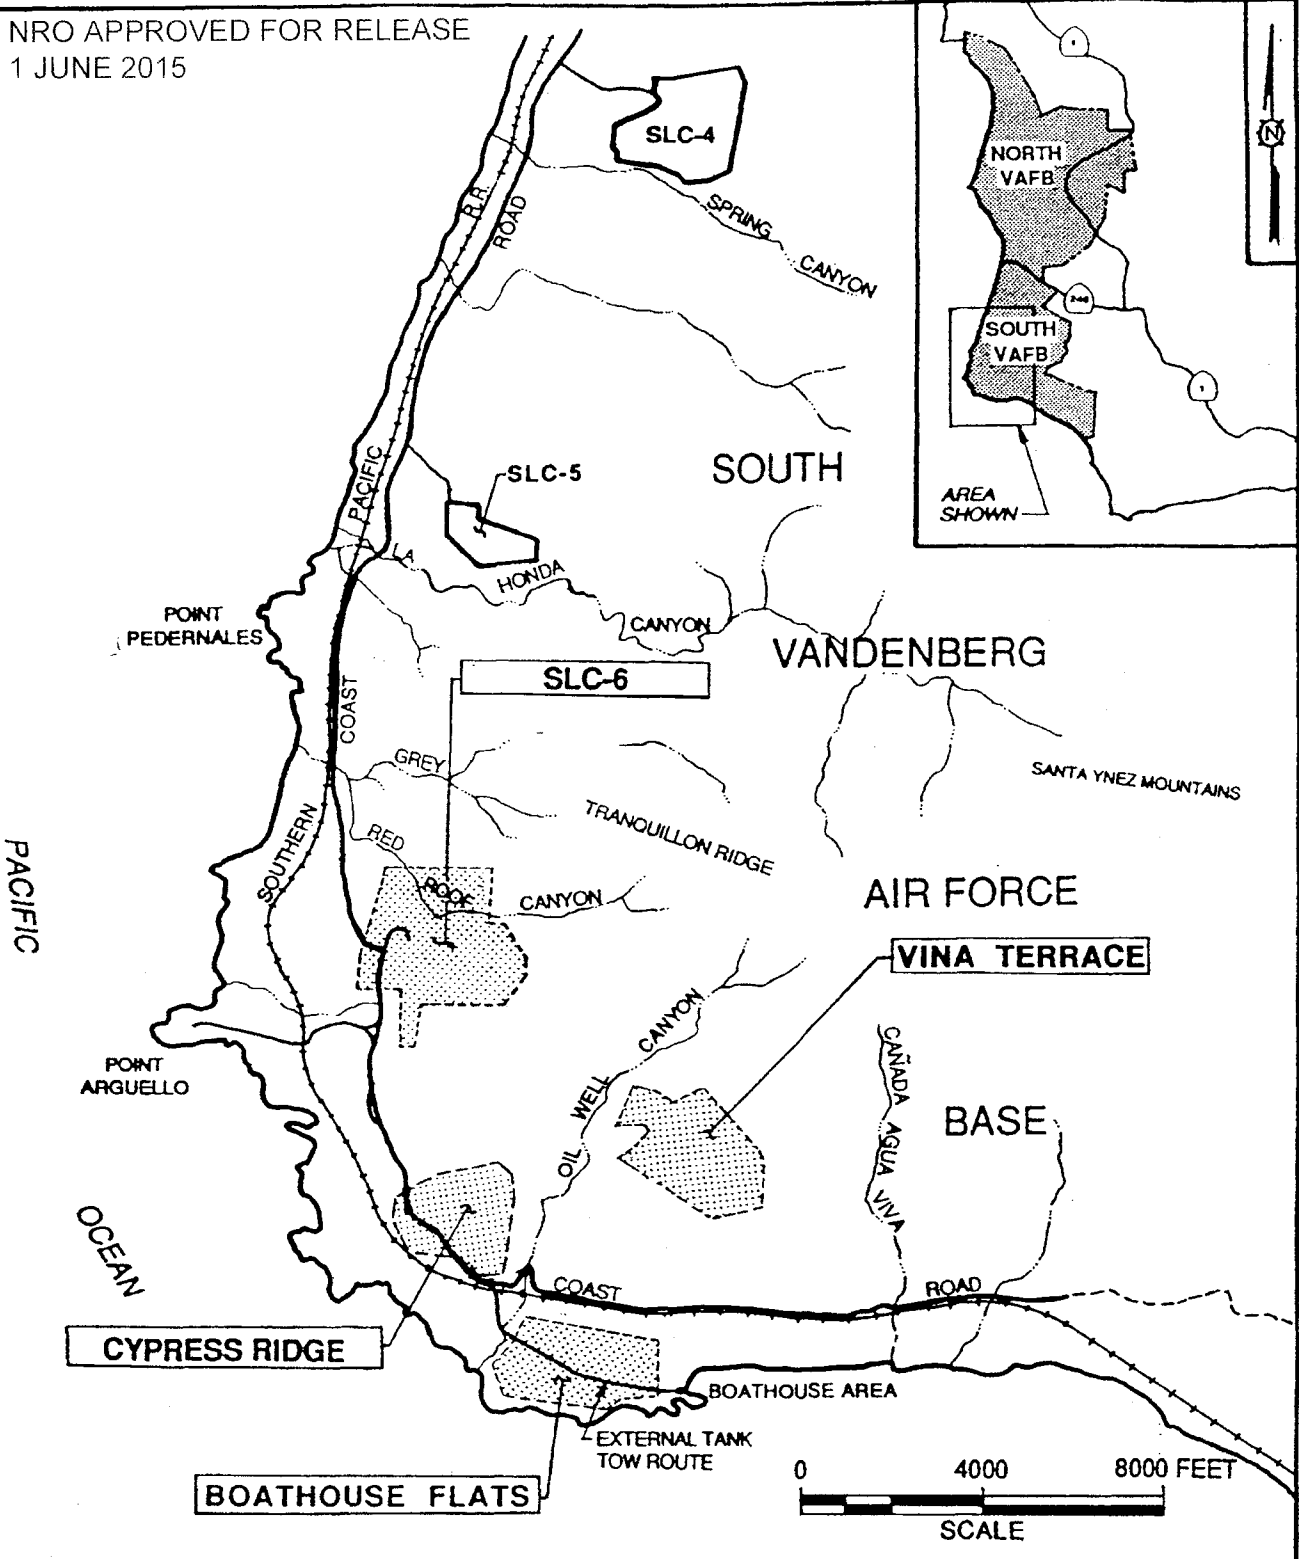 NRO APPROVED FOR RELEASE
1 JUNE 2015
1
N
NORTH
VAFB
246
SOUTH
VAFB
1
AREA
SHOWN
SLC-4
R.R.
ROAD
SPRING
CANYON
SOUTH
SLC-5
PACIFIC
LA
HONDA
CANYON
POINT
PEDERNALES
VANDENBERG
SLC-6
COAST
GREY
SANTA YNEZ MOUNTAINS
TRANQUILLON RIDGE
RED
SOUTHERN
ROOF
CANYON
PACIFIC
AIR FORCE
VINA TERRACE
CANYON
POINT
ARGUELLO
WELL
CAÑADA
BASE
AGUA
OIL
VIVA
OCEAN
COAST
ROAD
CYPRESS RIDGE
BOATHOUSE AREA
EXTERNAL TANK
TOW ROUTE
BOATHOUSE FLATS
0 4000 8000 FEET
SCALE